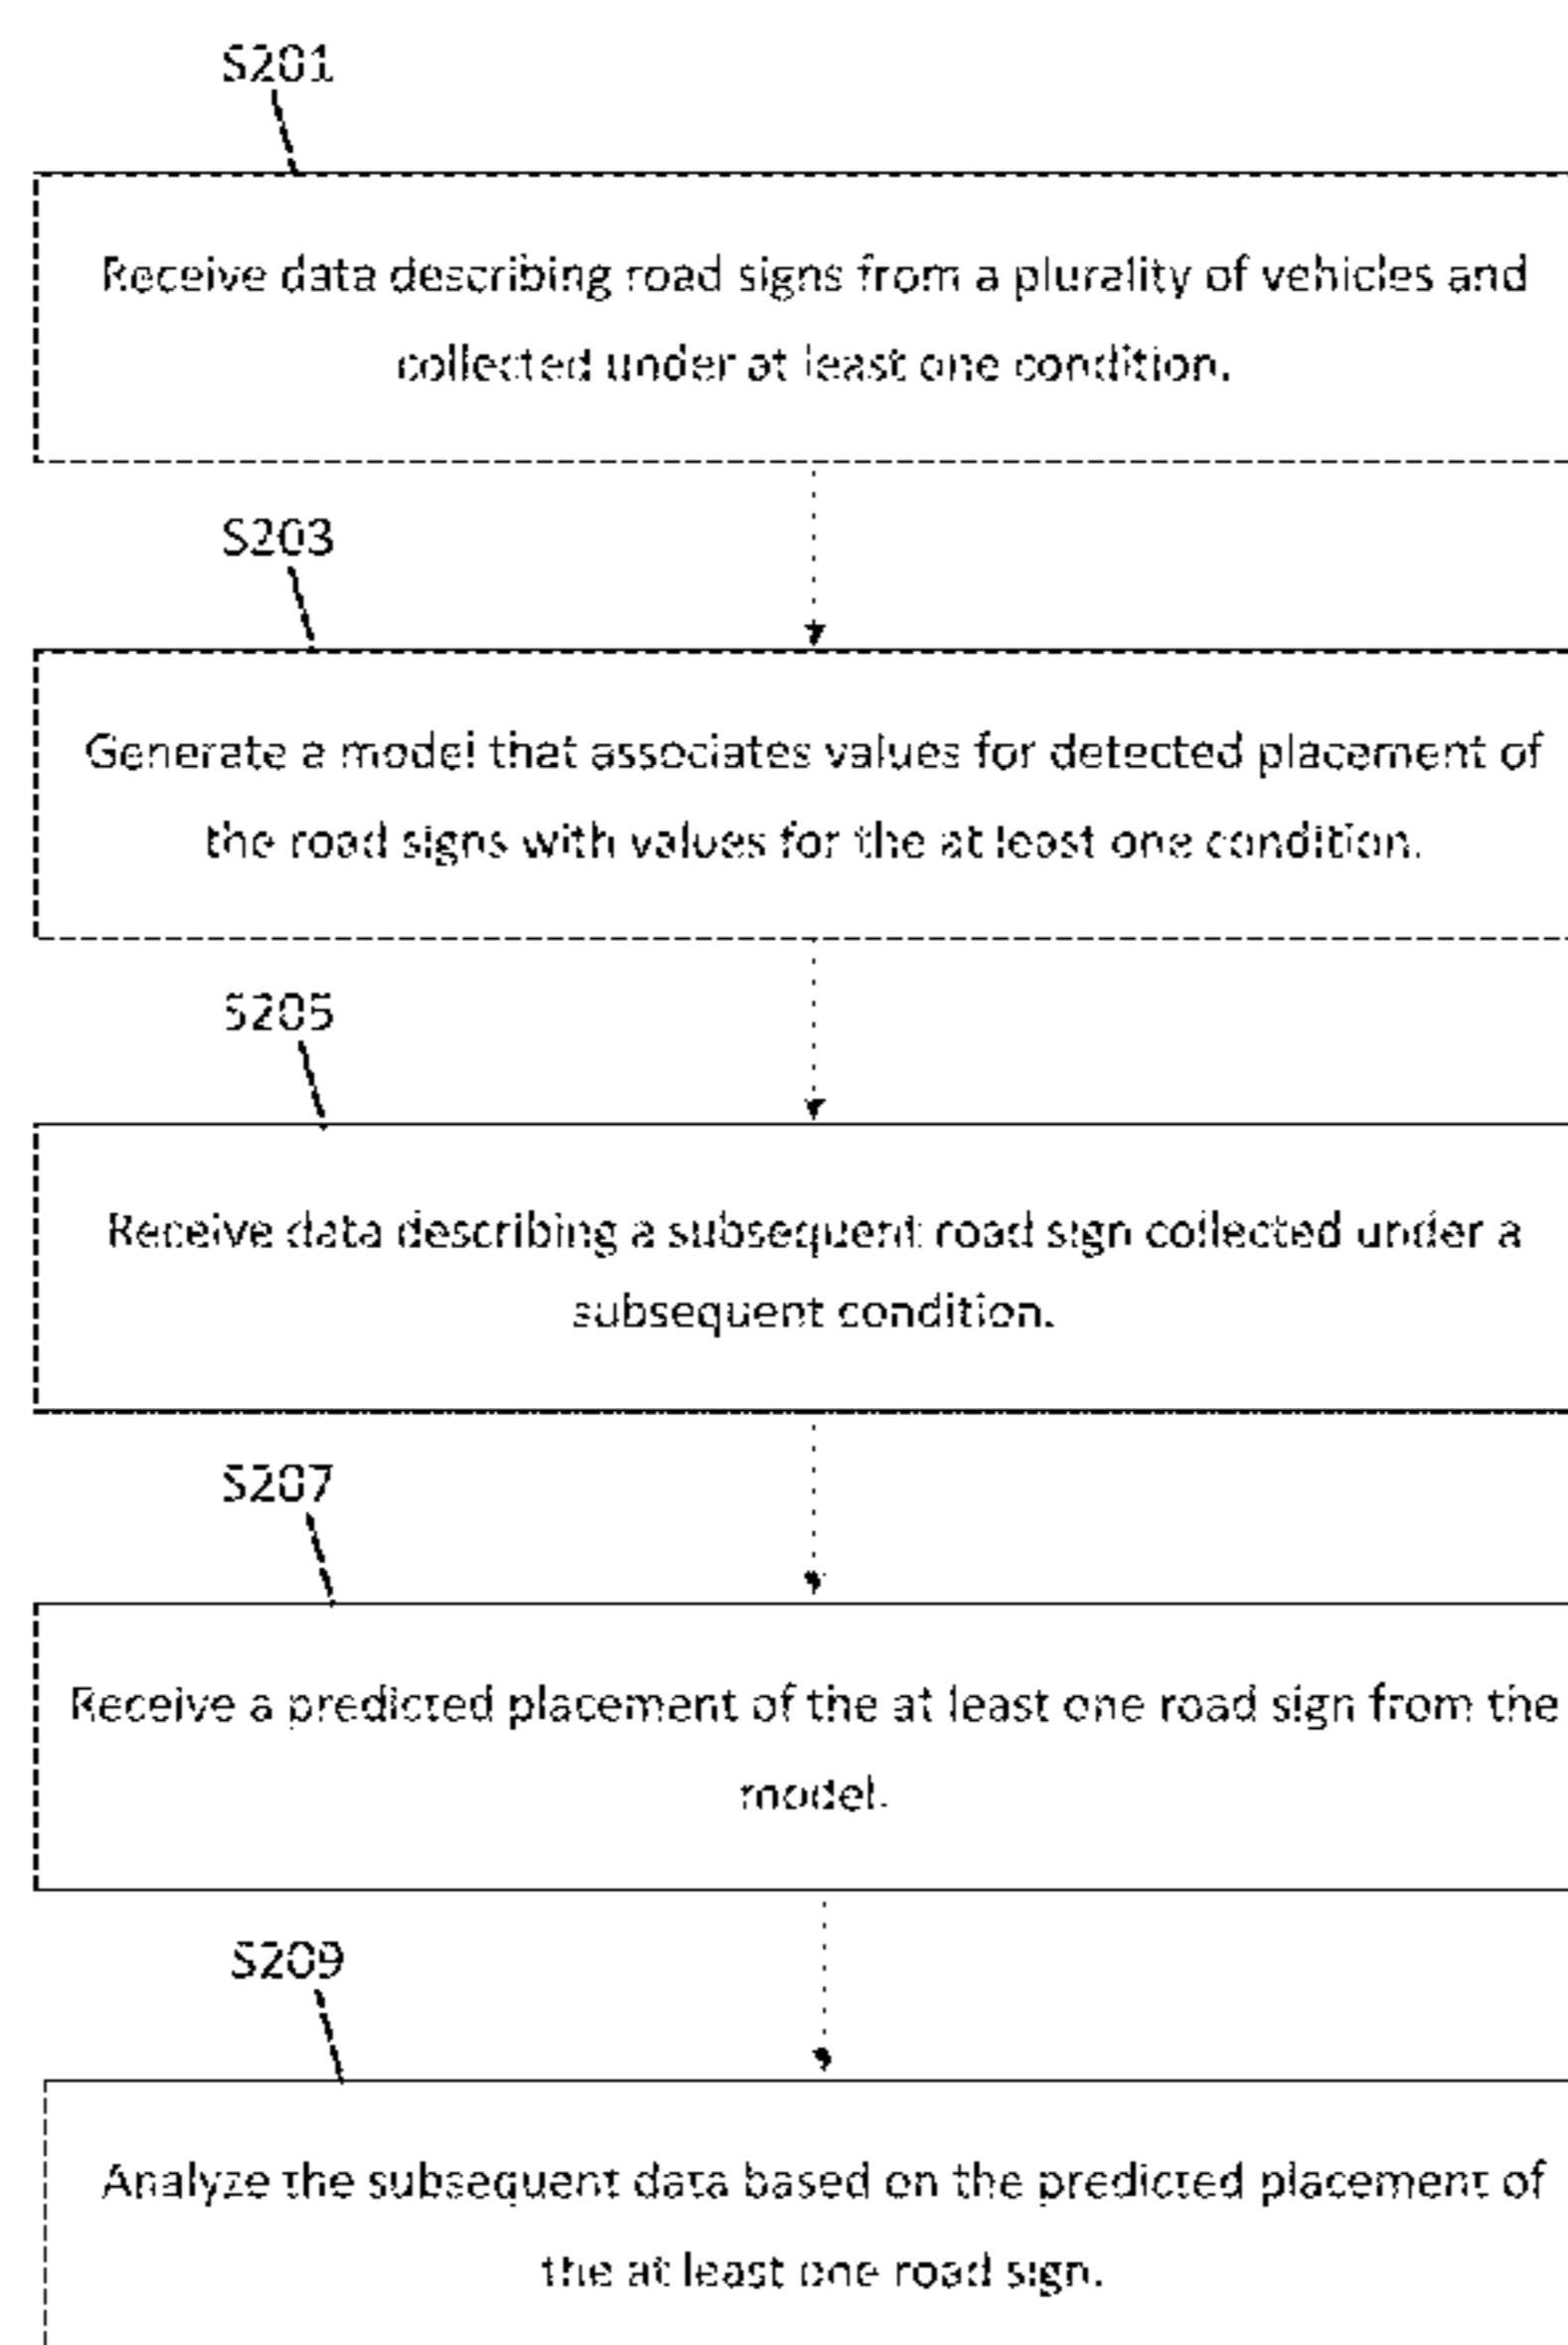 S201
Receive data describing road signs from a plurality of vehicles and
collected under at least one condition.
S203
Generate a model that associates values for detected placement of
the road signs with values for the at least one condition.
S205
Receive data describing a subsequent road sign collected under a
subsequent condition.
S207
Receive a predicted placement of the at least one road sign from the
model.
S209
Analyze the subsequent data based on the predicted placement of
the at least one road sign.